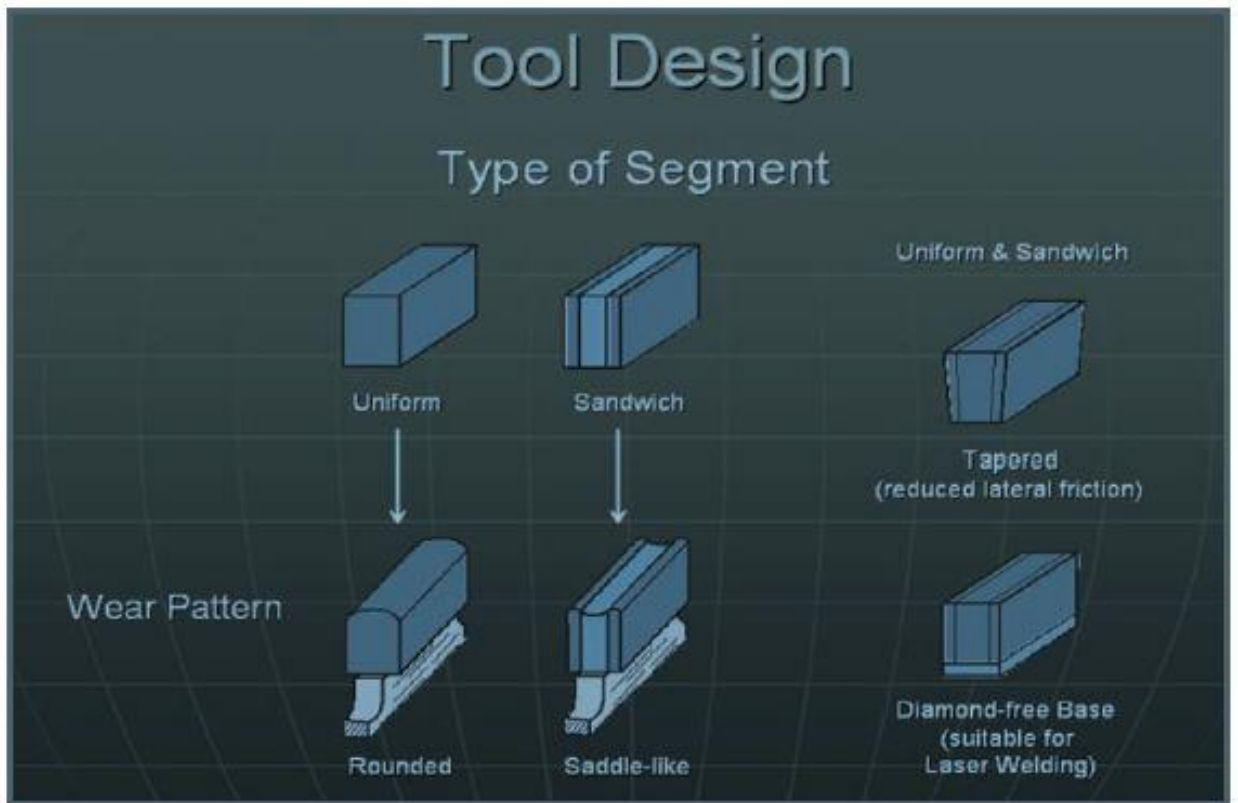 Tool Design
Type of Segment
Uniform & Sandwich
Uniform
Sandwich
Tapered
(reduced lateral friction)
Wear Pattern
Rounded
Saddle-like
Diamond-free Base
(suitable for
Laser Welding)